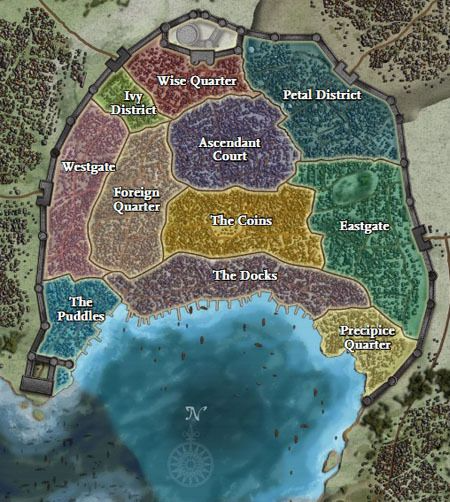 Wise Quarter
Petal District
Ivy
District
Ascendant
Court
Westgate
Foreign
Quarter
The Coins
Eastgate
The Docks
The
Puddles
Precipice
Quarter
N